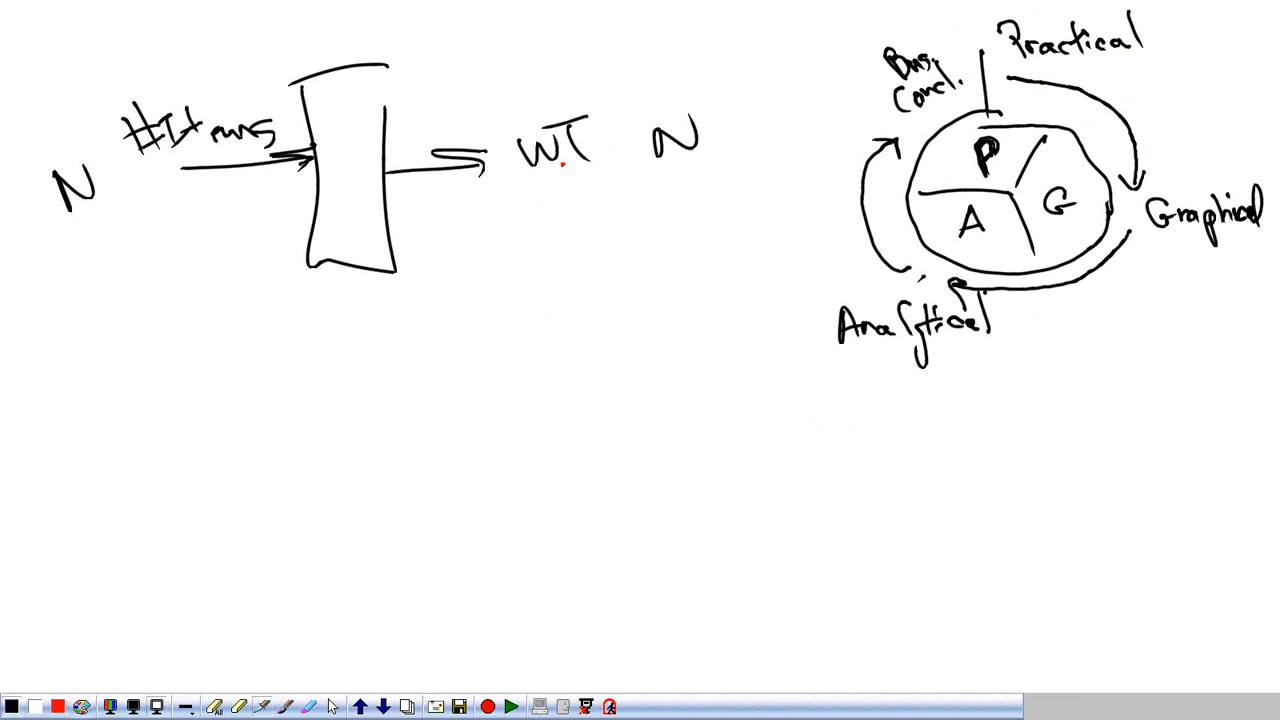 #Items
N
WT N
Practical
Bus.
Concl.
P
G
A
Graphical
Analytical